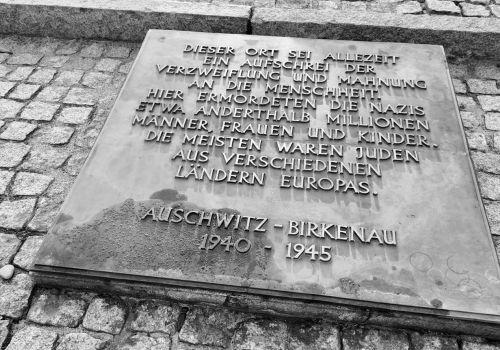 DIESER ORT SEI ALLEZEIT
EIN AUFSCHREI DER
VERZWEIFLUNG UND MAHNUNG
AN DIE MENSCHHEIT.
HIER ERMORDETEN DIE NAZIS
ETWA ANDERTHALB MILLIONEN
MÄNNER, FRAUEN UND KINDER.
DIE MEISTEN WAREN JUDEN
AUS VERSCHIEDENEN
LÄNDERN EUROPAS.
AUSCHWITZ - BIRKENAU
1940 - 1945